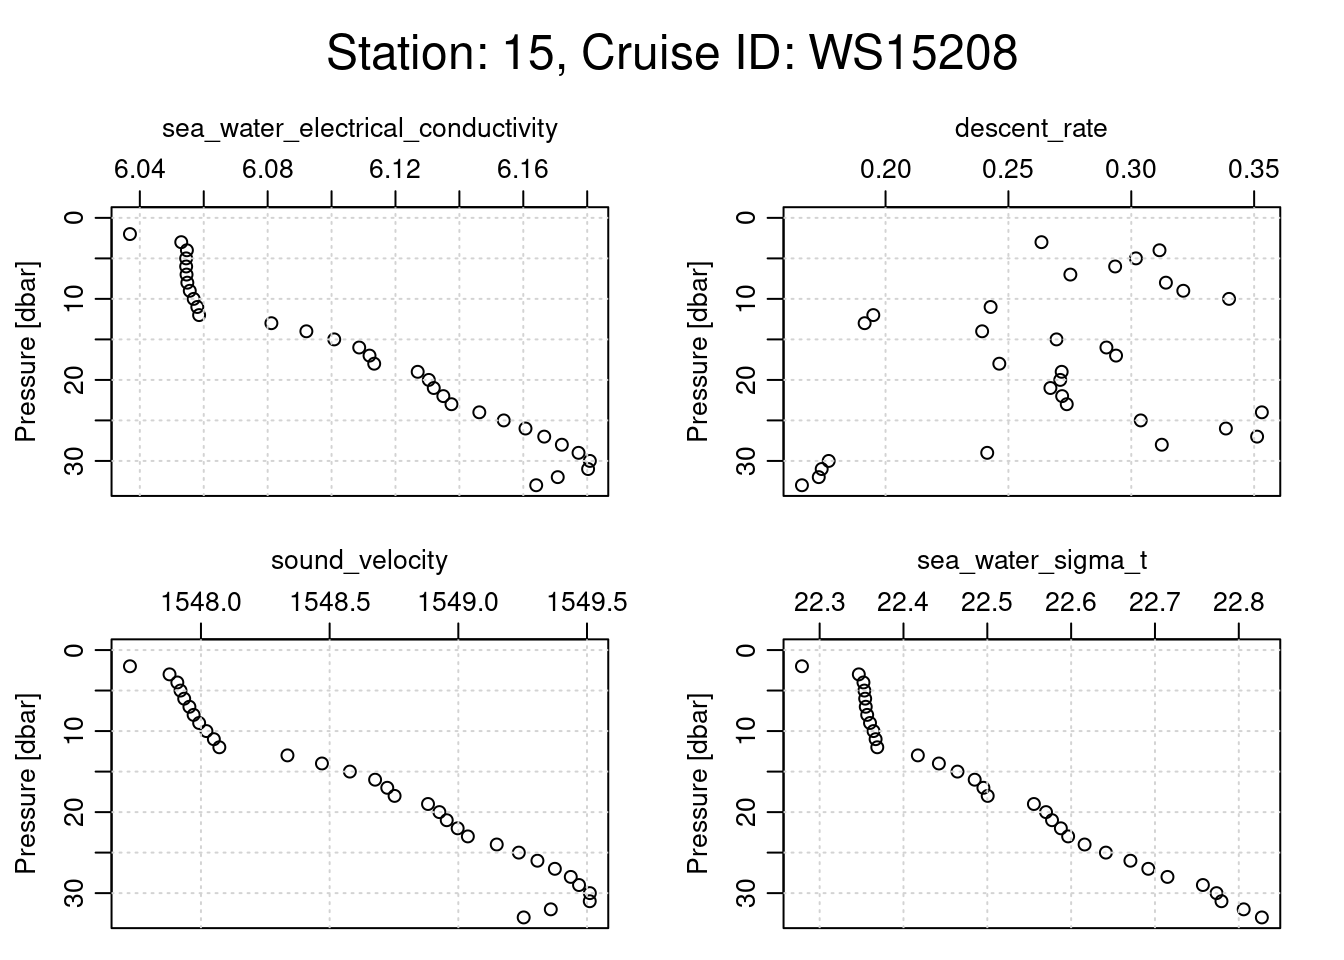 Station: 15, Cruise ID: WS15208
sea_water_electrical_conductivity
6.04 6.08 6.12 6.16
Pressure [dbar]
0
10
20
30
descent_rate
0.20 0.25 0.30 0.35
Pressure [dbar]
0
10
20
30
sound_velocity
1548.0 1548.5 1549.0 1549.5
Pressure [dbar]
0
10
20
30
sea_water_sigma_t
22.3 22.4 22.5 22.6 22.7 22.8
Pressure [dbar]
0
10
20
30